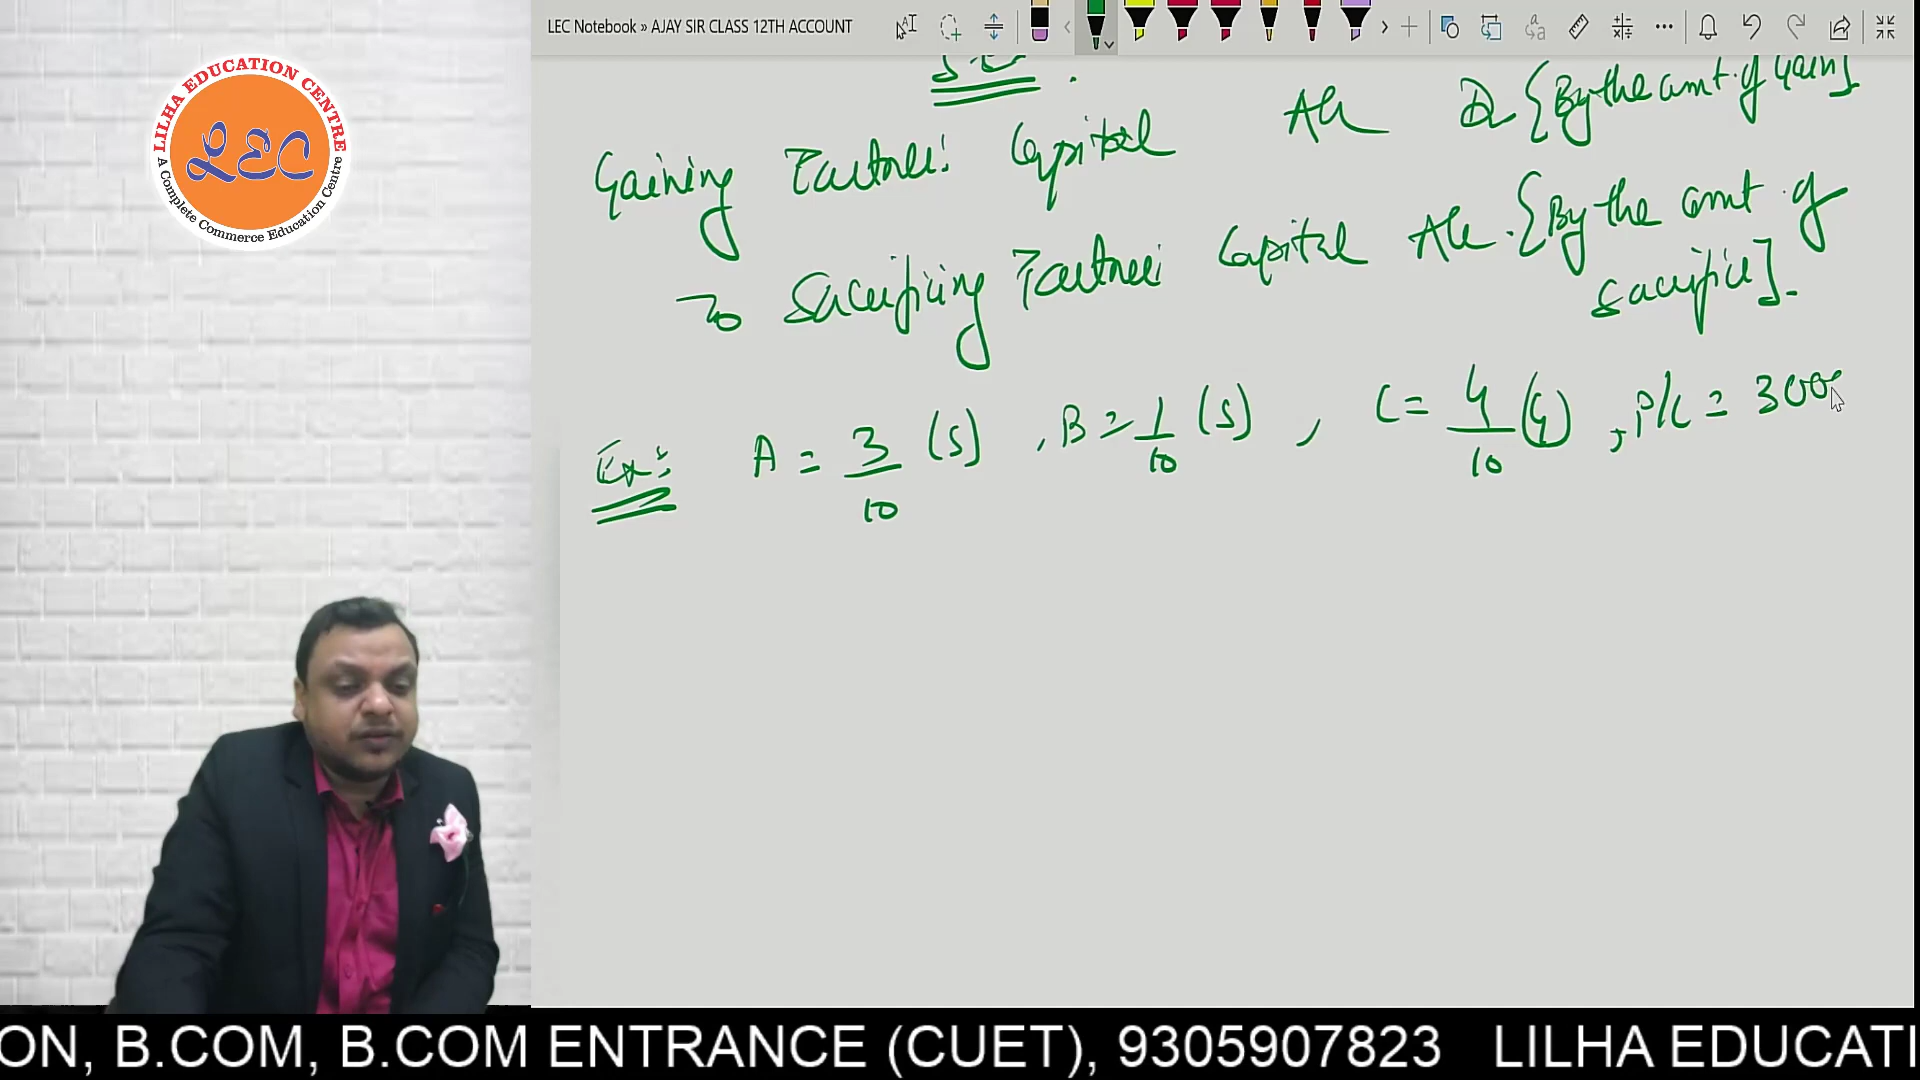 LEC Notebook » AJAY SIR CLASS 12TH ACCOUNT
LILHA EDUCATION CENTRE
LEC
A Complete Commerce Education Centre
Gaining Partners' Capital A/c Dr {By the amt. of Gain}
To Sacrificing Partners' Capital A/c. {By the amt. of
sacrifice}.
Ex: A = 3/10 (S) , B = 1/10 (S) , C = 4/10 (G) , P/L = 3000
ON, B.COM, B.COM ENTRANCE (CUET), 9305907823 LILHA EDUCATI